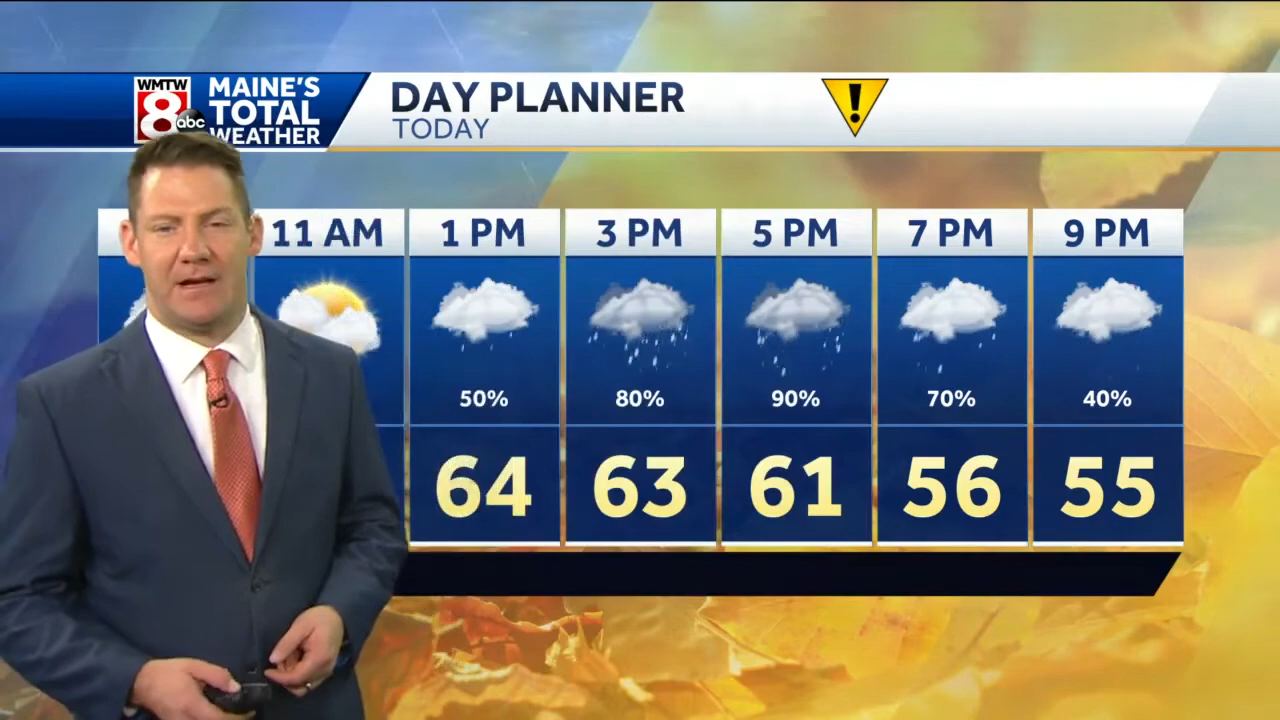 WMTW
8
abc
MAINE'S
TOTAL
WEATHER
DAY PLANNER
TODAY
!
11 AM 1 PM 3 PM 5 PM 7 PM 9 PM
50% 80% 90% 70% 40%
64 63 61 56 55